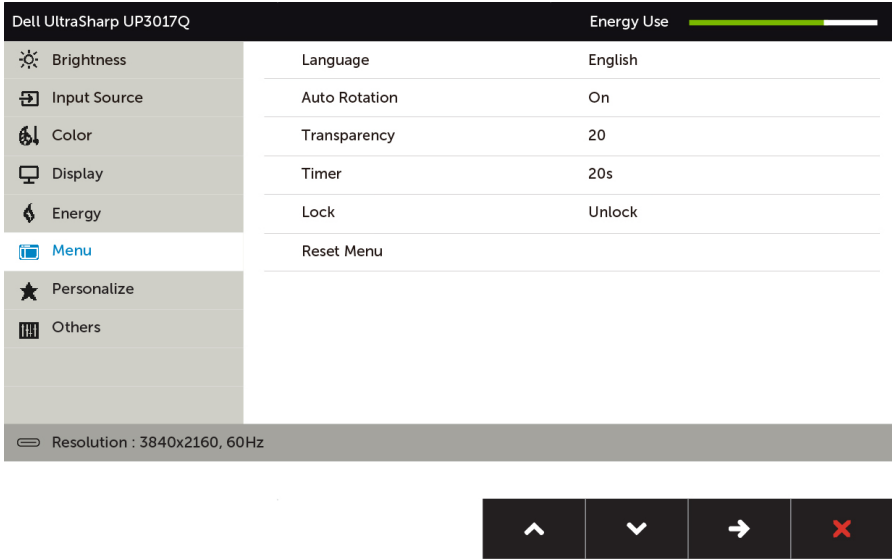 Dell UltraSharp UP3017Q Energy Use
Brightness
Input Source
Color
Display
Energy
Menu
Personalize
Others
Language English
Auto Rotation On
Transparency 20
Timer 20s
Lock Unlock
Reset Menu
Resolution : 3840x2160, 60Hz